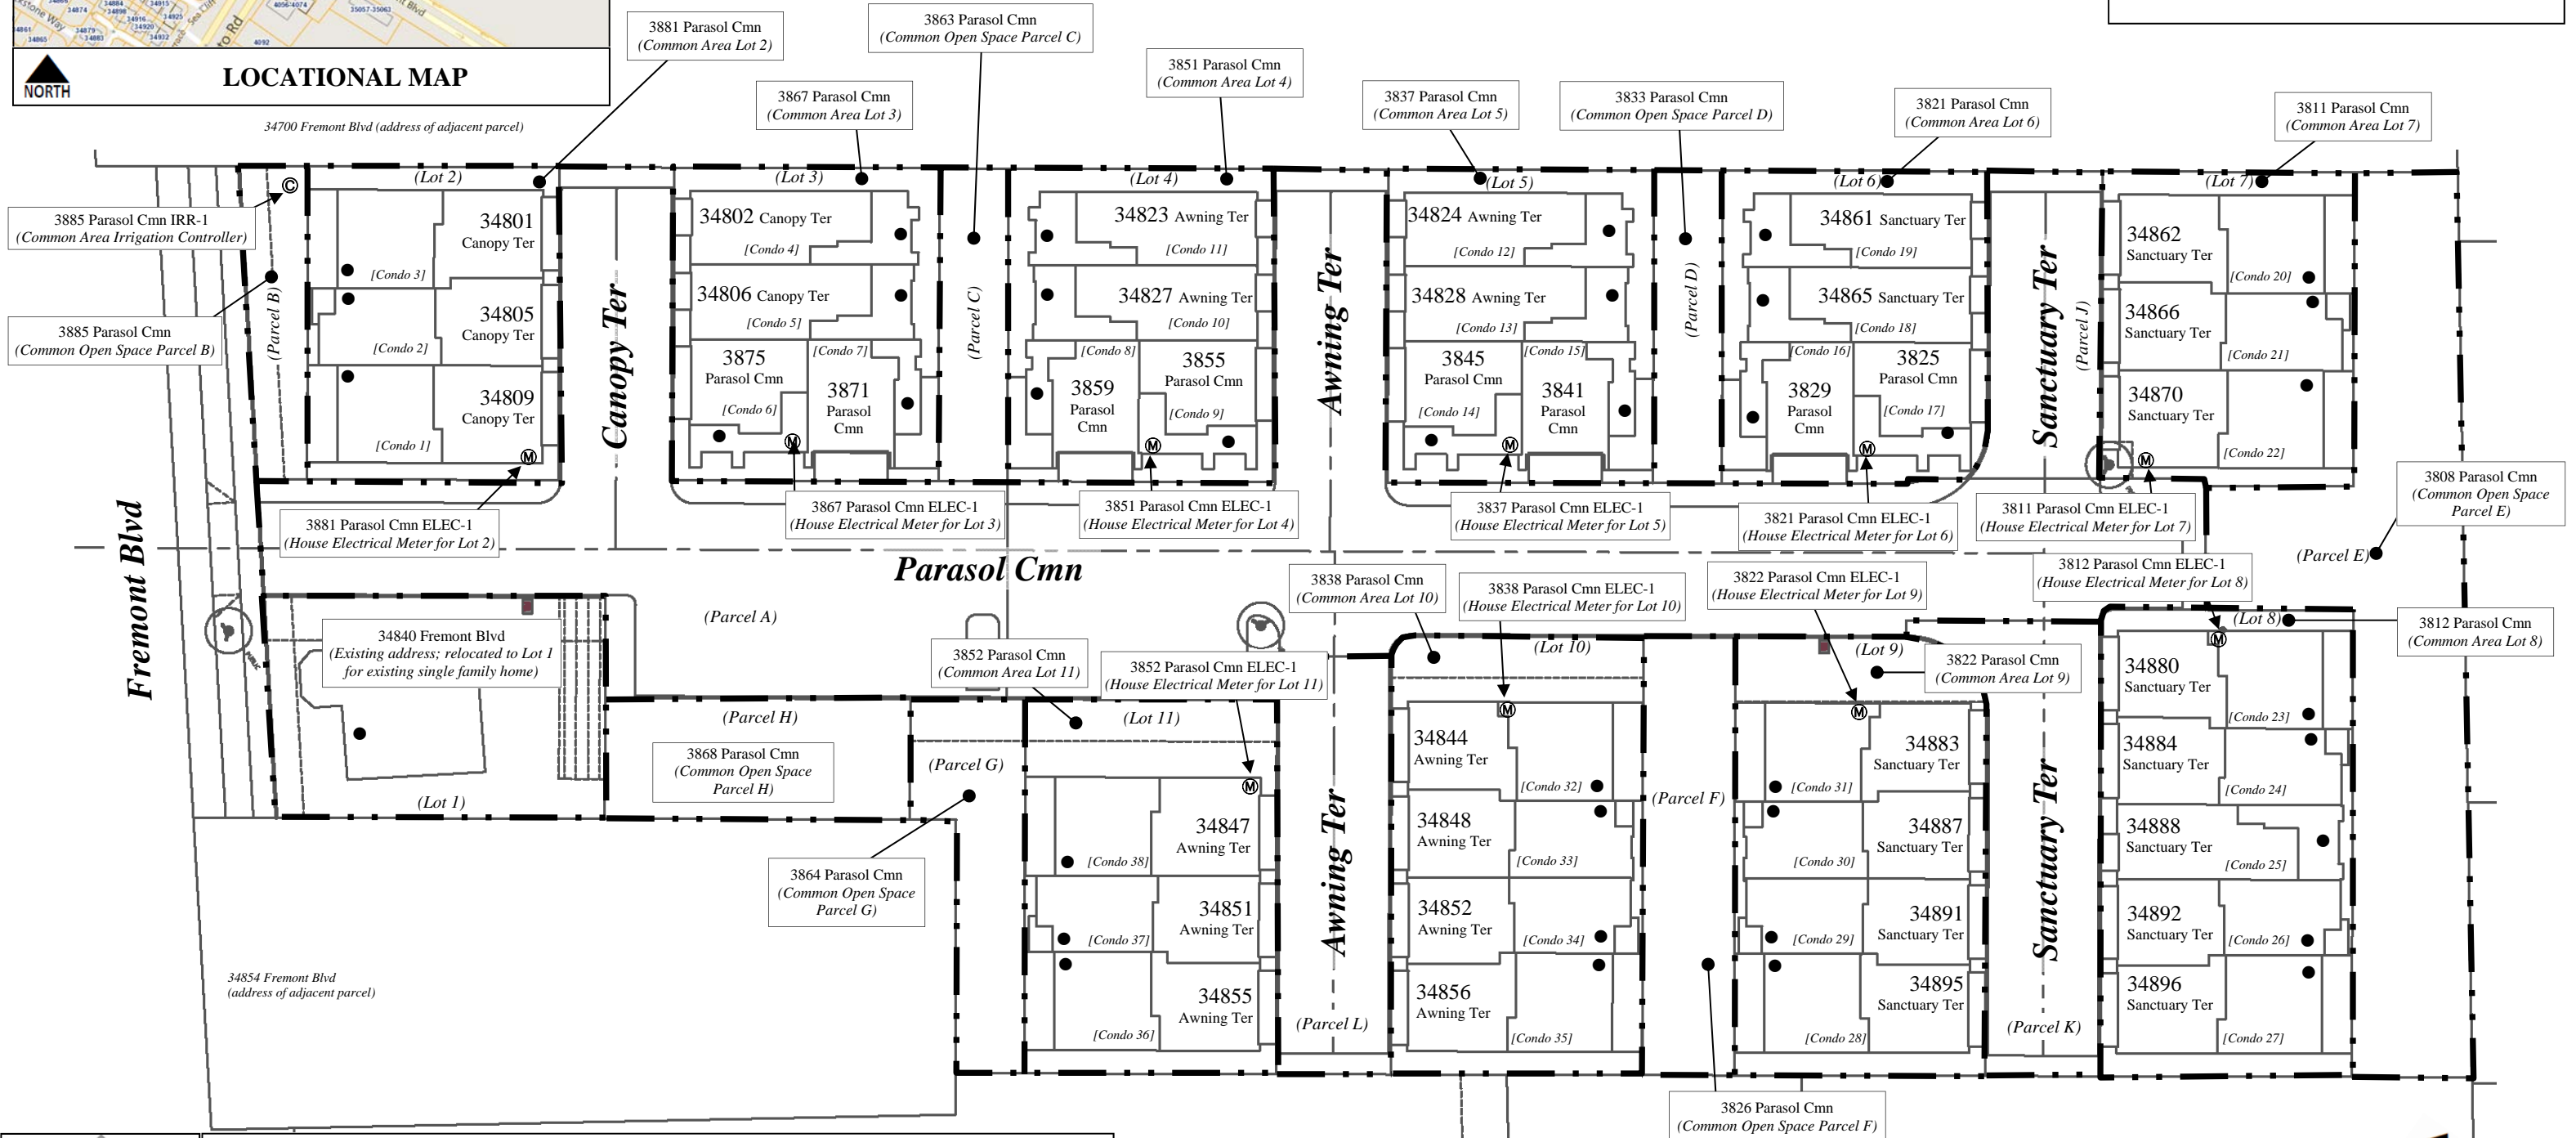 34861
34865
34874
34884
34898
34879
34883
34815
34916
34920
34925
34932
4056-4074
35057-35063
4092
LOCATIONAL MAP
NORTH
34700 Fremont Blvd (address of adjacent parcel)
3881 Parasol Cmn
(Common Area Lot 2)
3863 Parasol Cmn
(Common Open Space Parcel C)
3867 Parasol Cmn
(Common Area Lot 3)
3851 Parasol Cmn
(Common Area Lot 4)
3837 Parasol Cmn
(Common Area Lot 5)
3833 Parasol Cmn
(Common Open Space Parcel D)
3821 Parasol Cmn
(Common Area Lot 6)
3811 Parasol Cmn
(Common Area Lot 7)
3885 Parasol Cmn IRR-1
(Common Area Irrigation Controller)
3885 Parasol Cmn
(Common Open Space Parcel B)
C
(Parcel B)
(Lot 2)
34801
Canopy Ter
[Condo 3]
34805
Canopy Ter
[Condo 2]
34809
Canopy Ter
[Condo 1]
M
3881 Parasol Cmn ELEC-1
(House Electrical Meter for Lot 2)
Canopy Ter
(Lot 3)
34802 Canopy Ter
[Condo 4]
34806 Canopy Ter
[Condo 5]
3875
Parasol Cmn
[Condo 6]
[Condo 7]
3871
Parasol
Cmn
M
3867 Parasol Cmn ELEC-1
(House Electrical Meter for Lot 3)
(Parcel C)
(Lot 4)
34823 Awning Ter
[Condo 11]
34827 Awning Ter
[Condo 10]
[Condo 8]
3859
Parasol
Cmn
3855
Parasol Cmn
[Condo 9]
M
3851 Parasol Cmn ELEC-1
(House Electrical Meter for Lot 4)
Awning Ter
(Lot 5)
34824 Awning Ter
[Condo 12]
34828 Awning Ter
[Condo 13]
3845
Parasol Cmn
[Condo 14]
[Condo 15]
3841
Parasol
Cmn
M
3837 Parasol Cmn ELEC-1
(House Electrical Meter for Lot 5)
(Parcel D)
(Lot 6)
34861 Sanctuary Ter
[Condo 19]
34865 Sanctuary Ter
[Condo 18]
[Condo 16]
3829
Parasol
Cmn
3825
Parasol Cmn
[Condo 17]
M
3821 Parasol Cmn ELEC-1
(House Electrical Meter for Lot 6)
Sanctuary Ter
(Parcel J)
(Lot 7)
34862
Sanctuary Ter
[Condo 20]
34866
Sanctuary Ter
[Condo 21]
34870
Sanctuary Ter
[Condo 22]
M
3811 Parasol Cmn ELEC-1
(House Electrical Meter for Lot 7)
3808 Parasol Cmn
(Common Open Space
Parcel E)
(Parcel E)
Fremont Blvd
Parasol Cmn
(Parcel A)
34840 Fremont Blvd
(Existing address; relocated to Lot 1
for existing single family home)
(Lot 1)
(Parcel H)
3868 Parasol Cmn
(Common Open Space
Parcel H)
(Parcel G)
3864 Parasol Cmn
(Common Open Space
Parcel G)
3852 Parasol Cmn
(Common Area Lot 11)
3852 Parasol Cmn ELEC-1
(House Electrical Meter for Lot 11)
(Lot 11)
M
34847
Awning Ter
[Condo 38]
34851
Awning Ter
[Condo 37]
34855
Awning Ter
[Condo 36]
Awning Ter
(Parcel L)
3838 Parasol Cmn
(Common Area Lot 10)
3838 Parasol Cmn ELEC-1
(House Electrical Meter for Lot 10)
(Lot 10)
M
34844
Awning Ter
[Condo 32]
34848
Awning Ter
[Condo 33]
34852
Awning Ter
[Condo 34]
34856
Awning Ter
[Condo 35]
(Parcel F)
3826 Parasol Cmn
(Common Open Space Parcel F)
3822 Parasol Cmn ELEC-1
(House Electrical Meter for Lot 9)
(Lot 9)
3822 Parasol Cmn
(Common Area Lot 9)
M
34883
Sanctuary Ter
[Condo 31]
34887
Sanctuary Ter
[Condo 30]
34891
Sanctuary Ter
[Condo 29]
34895
Sanctuary Ter
[Condo 28]
Sanctuary Ter
(Parcel K)
3812 Parasol Cmn ELEC-1
(House Electrical Meter for Lot 8)
(Lot 8)
3812 Parasol Cmn
(Common Area Lot 8)
M
34880
Sanctuary Ter
[Condo 23]
34884
Sanctuary Ter
[Condo 24]
34888
Sanctuary Ter
[Condo 25]
34892
Sanctuary Ter
[Condo 26]
34896
Sanctuary Ter
[Condo 27]
34854 Fremont Blvd
(address of adjacent parcel)